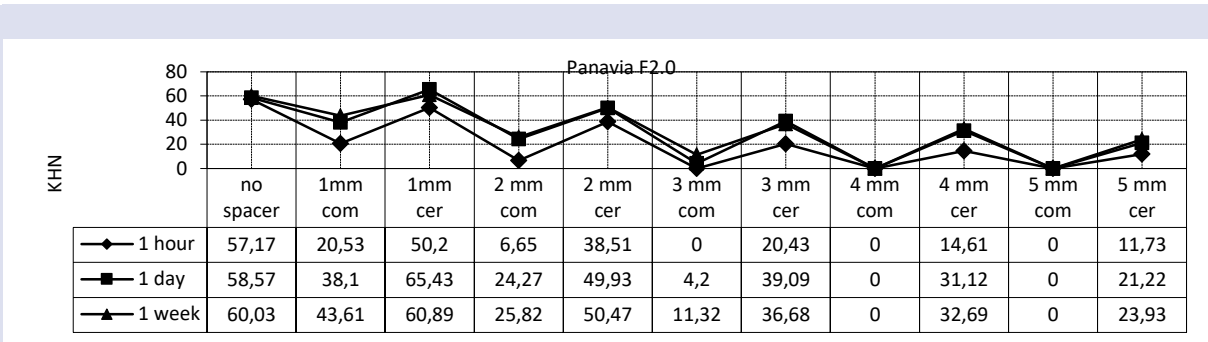 Panavia F2.0
80
60
40
20
0
KHN
no spacer 1mm com 1mm cer 2 mm com 2 mm cer 3 mm com 3 mm cer 4 mm com 4 mm cer 5 mm com 5 mm cer
1 hour 57,17 20,53 50,2 6,65 38,51 0 20,43 0 14,61 0 11,73
1 day 58,57 38,1 65,43 24,27 49,93 4,2 39,09 0 31,12 0 21,22
1 week 60,03 43,61 60,89 25,82 50,47 11,32 36,68 0 32,69 0 23,93